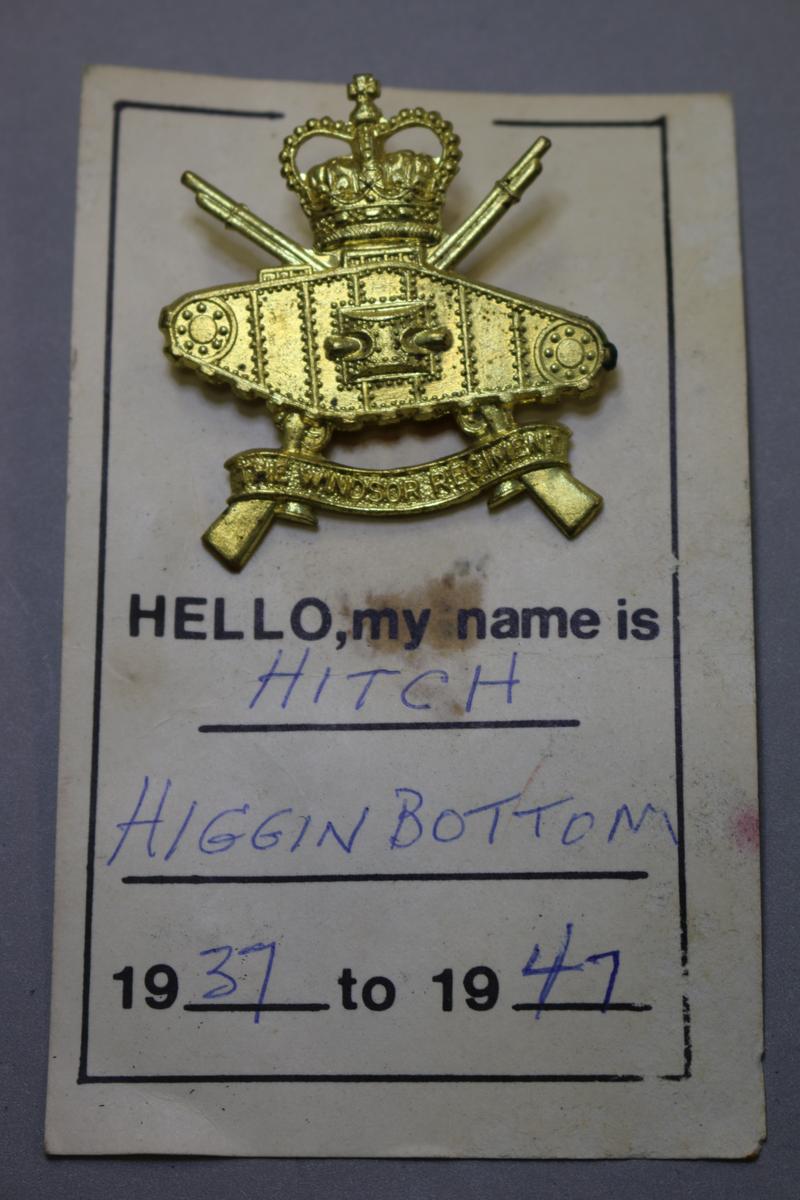 THE WINDSOR REGIMENT
HELLO, my name is
HITCH
HIGGINBOTTOM
1937 to 1947